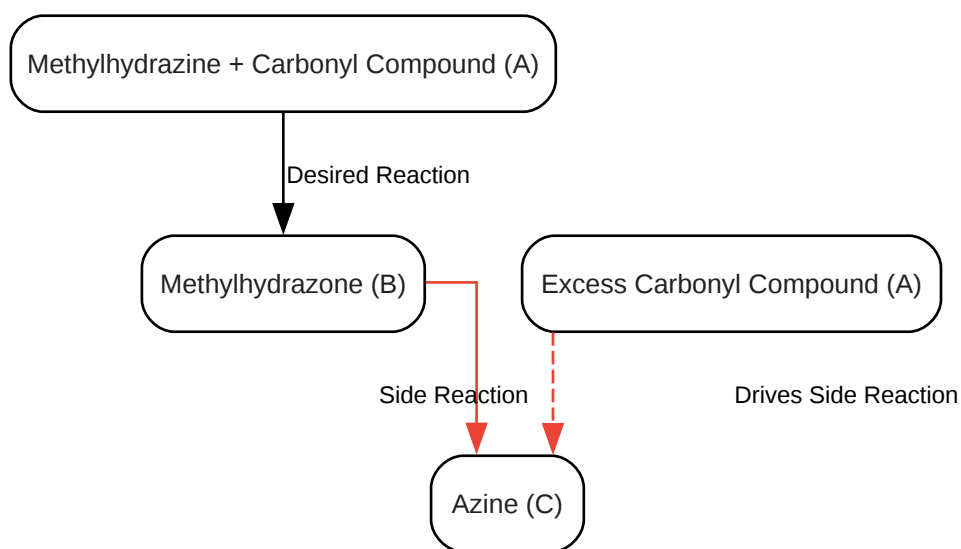 Methylhydrazine + Carbonyl Compound (A)
Desired Reaction
Methylhydrazone (B)
Excess Carbonyl Compound (A)
Side Reaction
Drives Side Reaction
Azine (C)